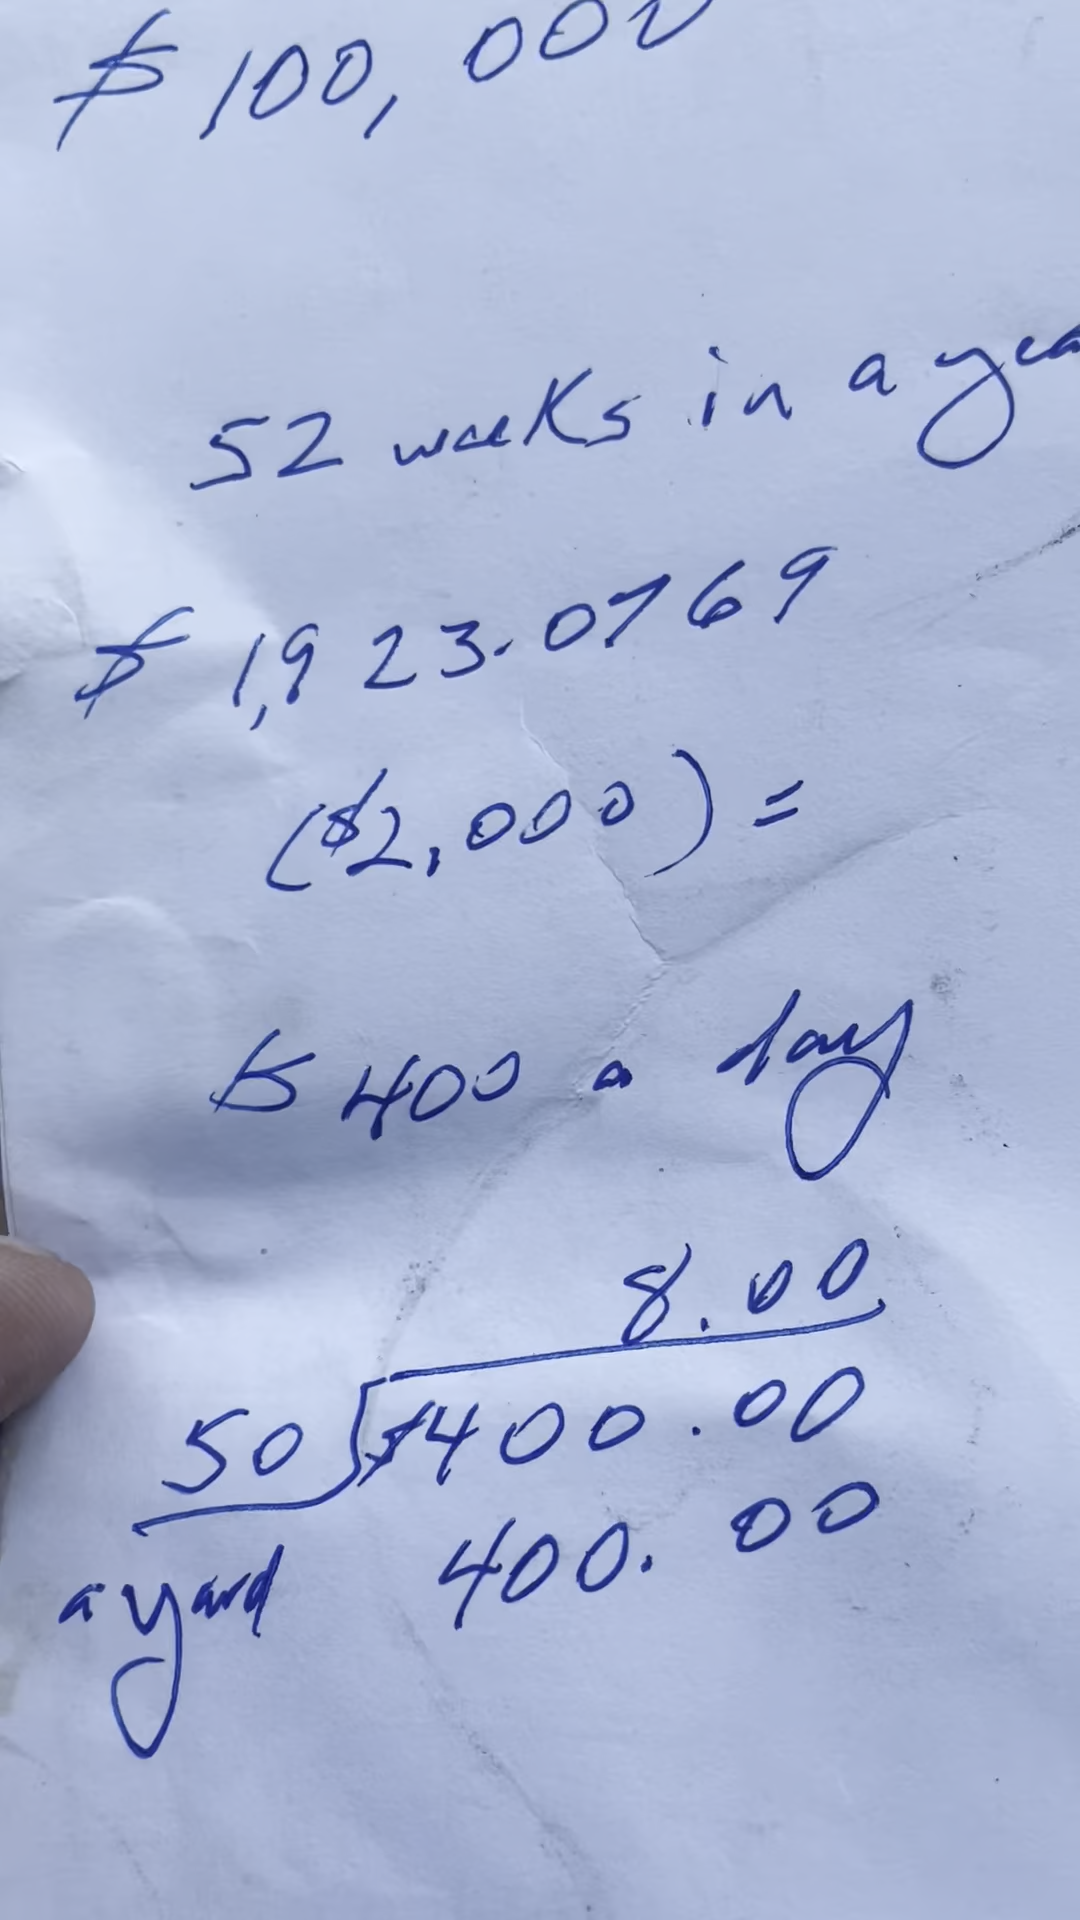 $ 100, 000
52 weeks in a yea
$ 1,923.0769
($2,000) =
$ 400 a day
8.00
50 $400.00
a yard 400.00